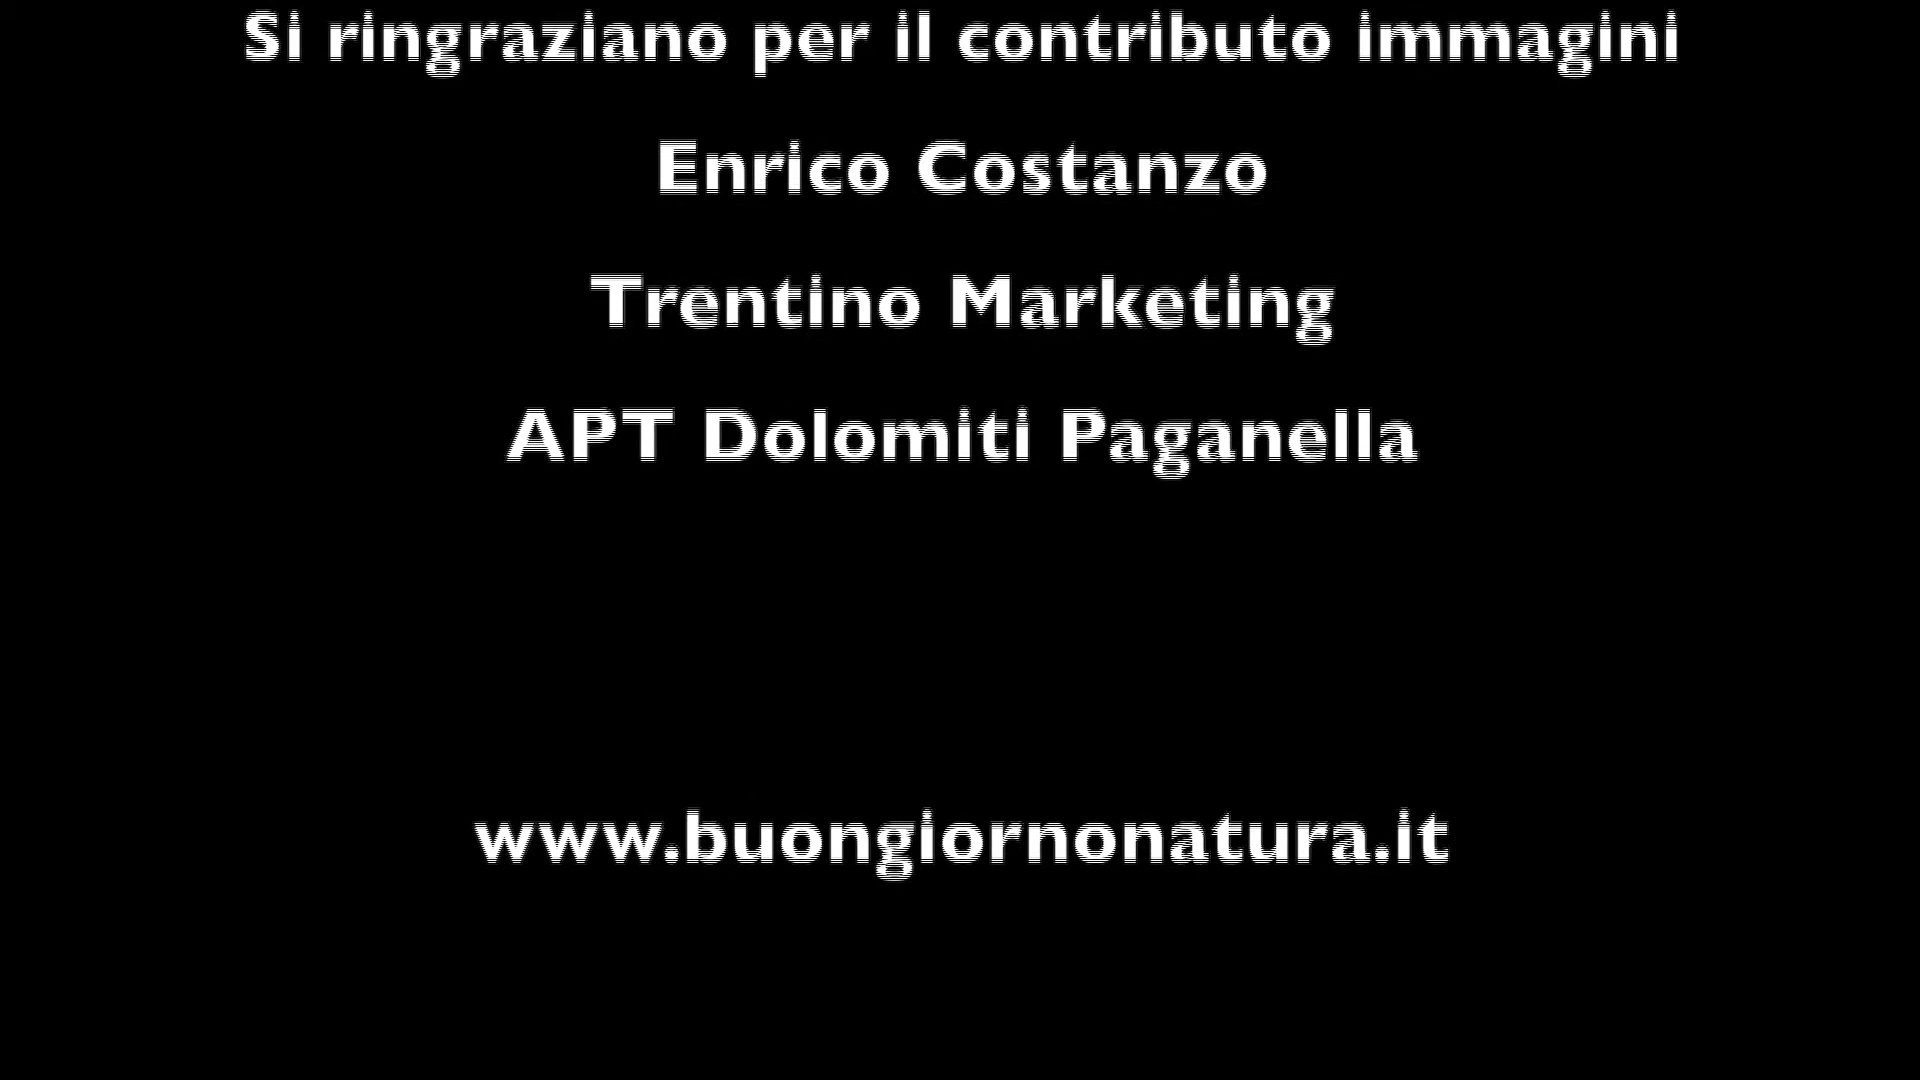 Si ringraziano per il contributo immagini
Enrico Costanzo
Trentino Marketing
APT Dolomiti Paganella
www.buongiornonatura.it